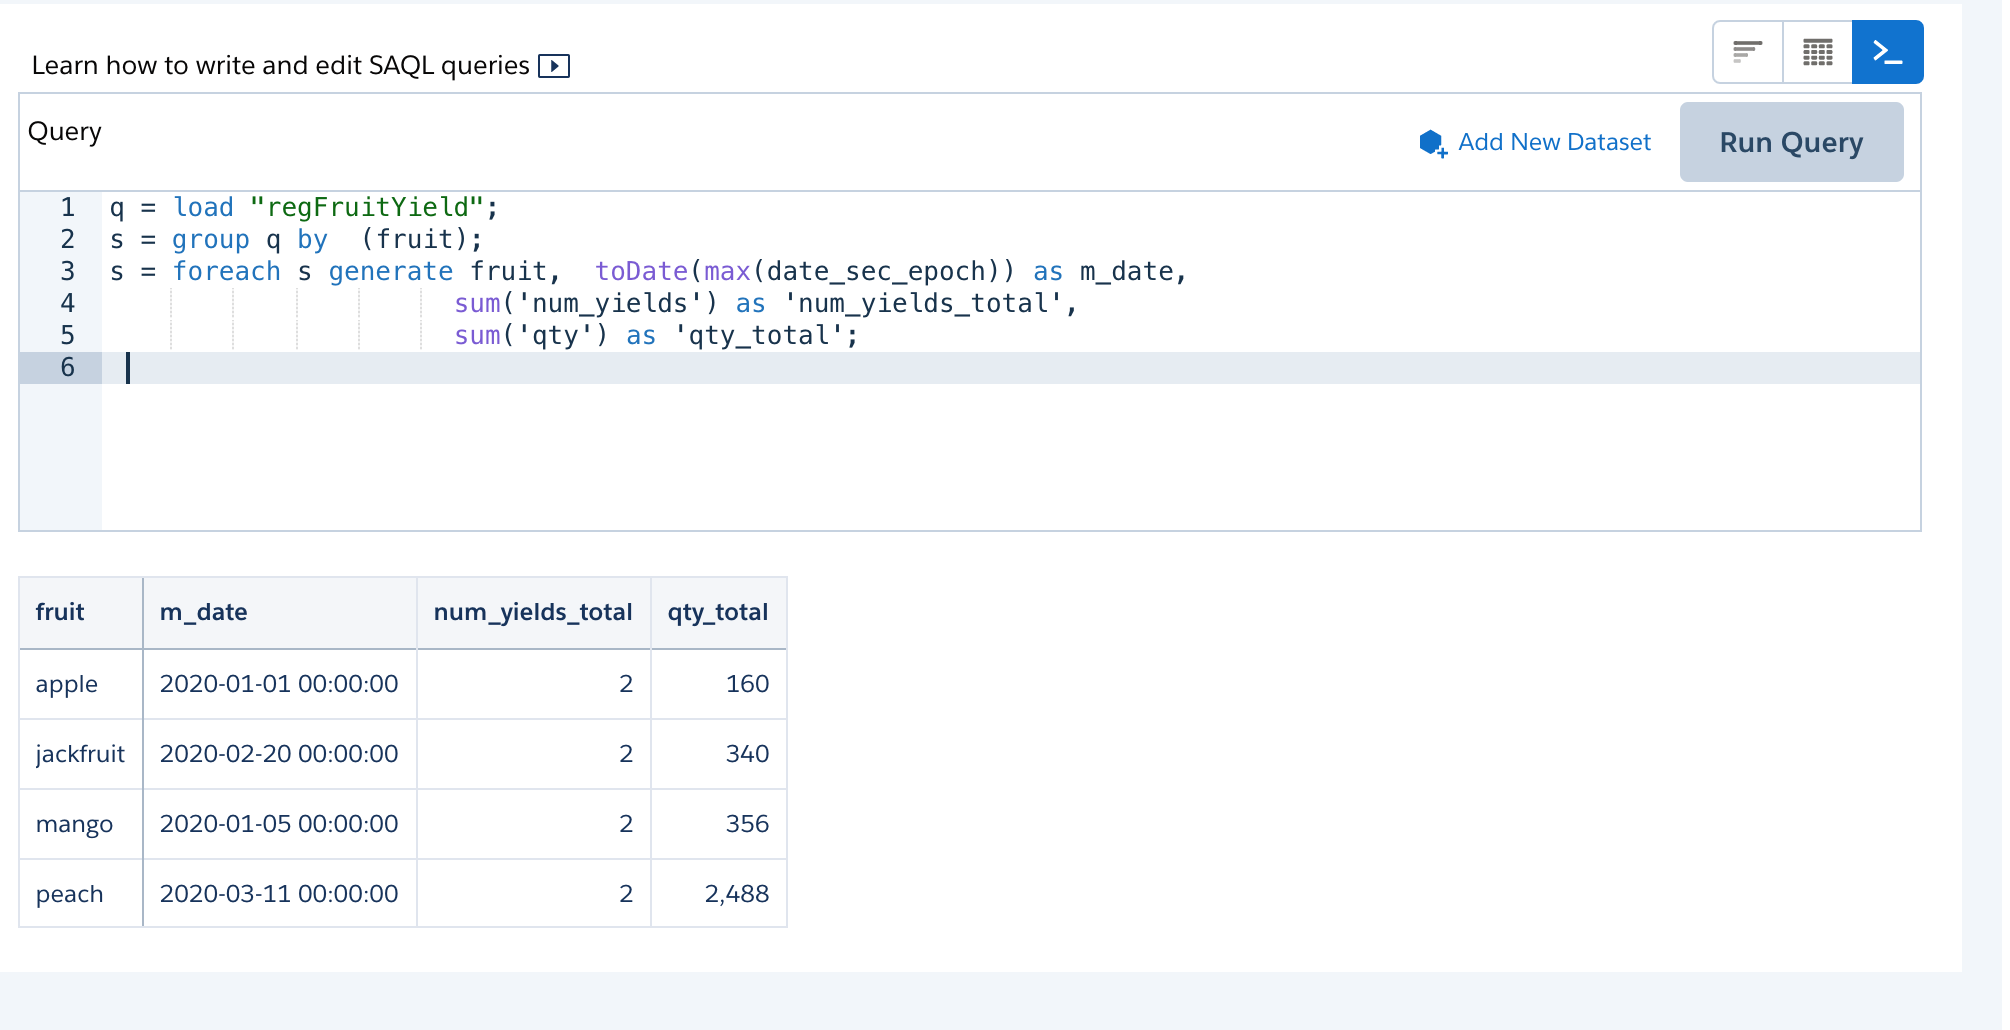 Learn how to write and edit SAQL queries
Query
Add New Dataset
Run Query
1 q = load "regFruitYield";
2 s = group q by  (fruit);
3 s = foreach s generate fruit,  toDate(max(date_sec_epoch)) as m_date,
4                       sum('num_yields') as 'num_yields_total',
5                       sum('qty') as 'qty_total';
6
fruit m_date num_yields_total qty_total
apple 2020-01-01 00:00:00 2 160
jackfruit 2020-02-20 00:00:00 2 340
mango 2020-01-05 00:00:00 2 356
peach 2020-03-11 00:00:00 2 2,488